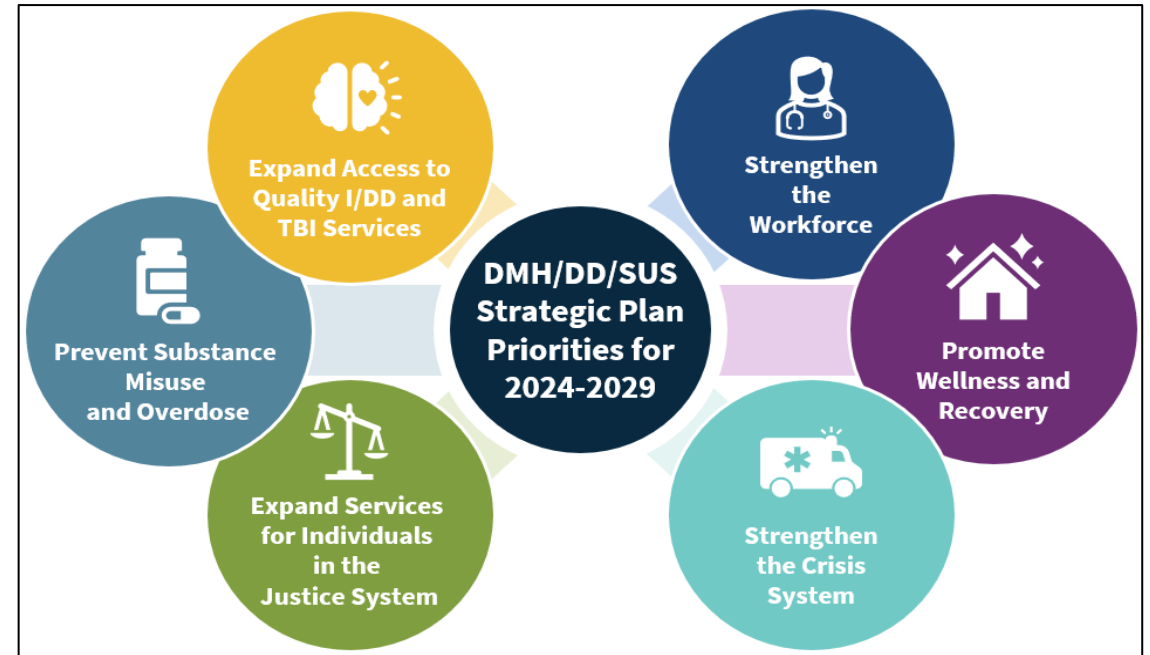 Expand Access to
Quality I/DD and
TBI Services
Strengthen
the
Workforce
Prevent Substance
Misuse
and Overdose
DMH/DD/SUS
Strategic Plan
Priorities for
2024-2029
Promote
Wellness and
Recovery
Expand Services
for Individuals
in the
Justice System
Strengthen
the Crisis
System